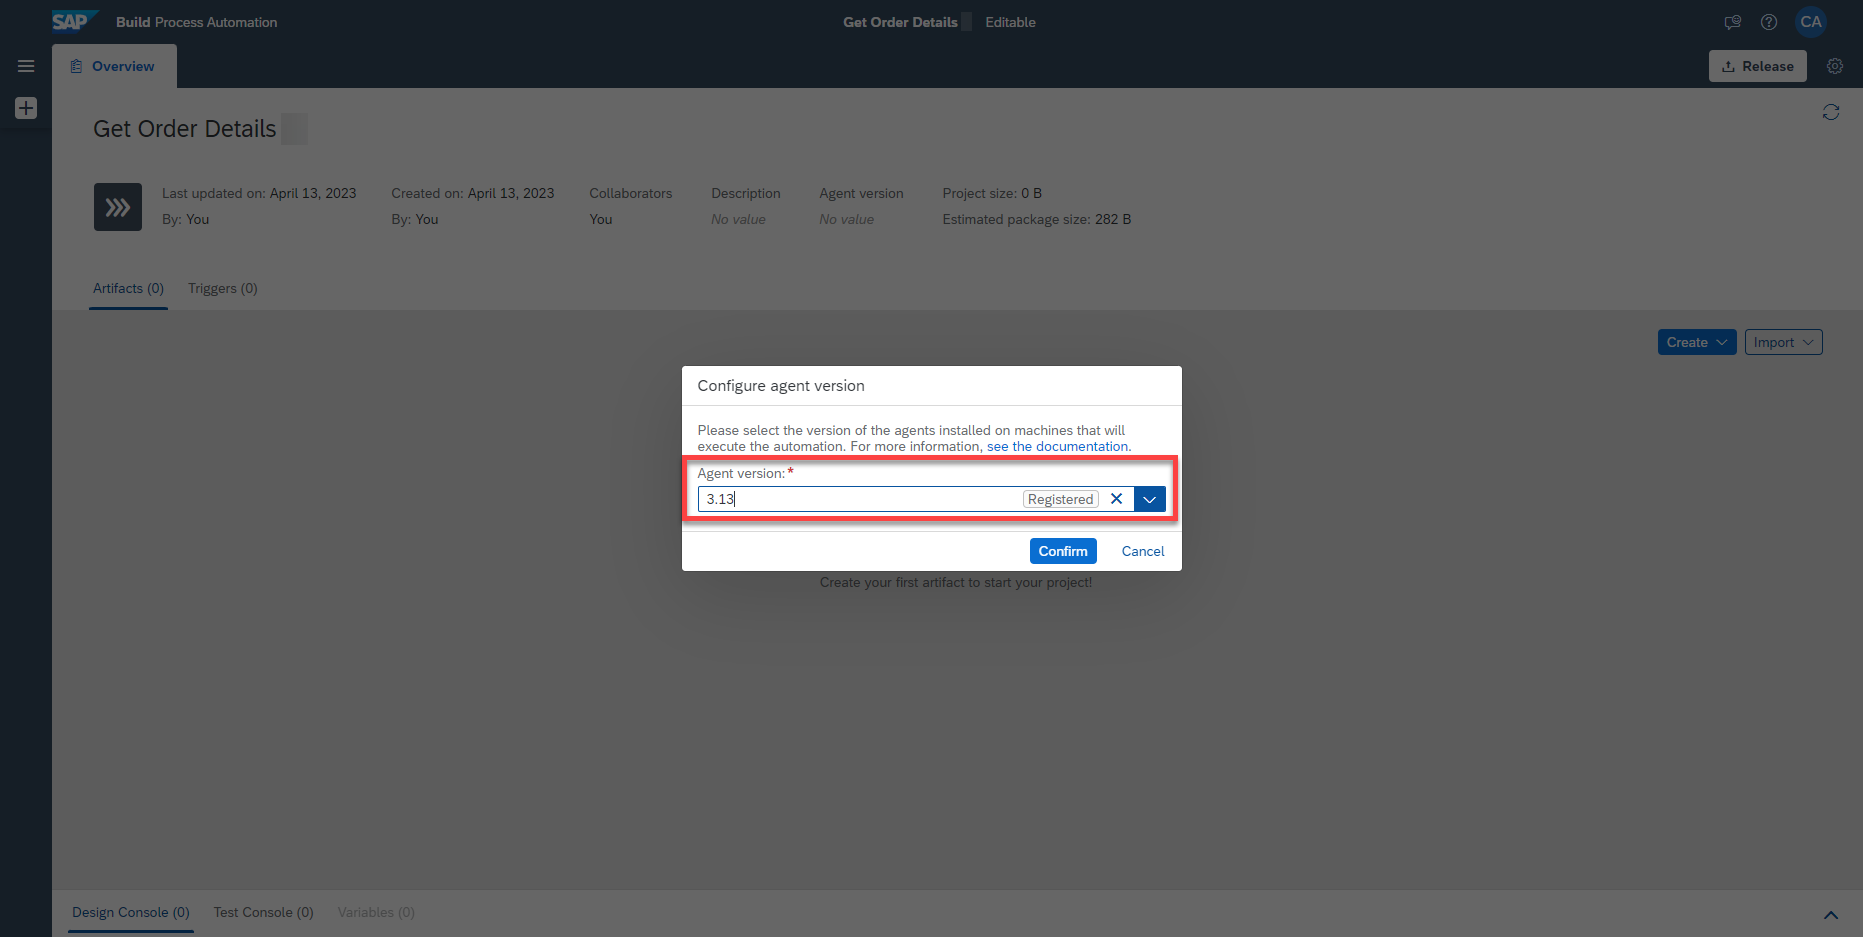 SAP Build Process Automation
Get Order Details Editable
CA
Overview
Release
Get Order Details
Last updated on: April 13, 2023
By: You
Created on: April 13, 2023
By: You
Collaborators
You
Description
No value
Agent version
No value
Project size: 0 B
Estimated package size: 282 B
Artifacts (0) Triggers (0)
Create Import
Configure agent version
Please select the version of the agents installed on machines that will
execute the automation. For more information, see the documentation.
Agent version:*
3.13 Registered
Confirm Cancel
Create your first artifact to start your project!
Design Console (0) Test Console (0) Variables (0)